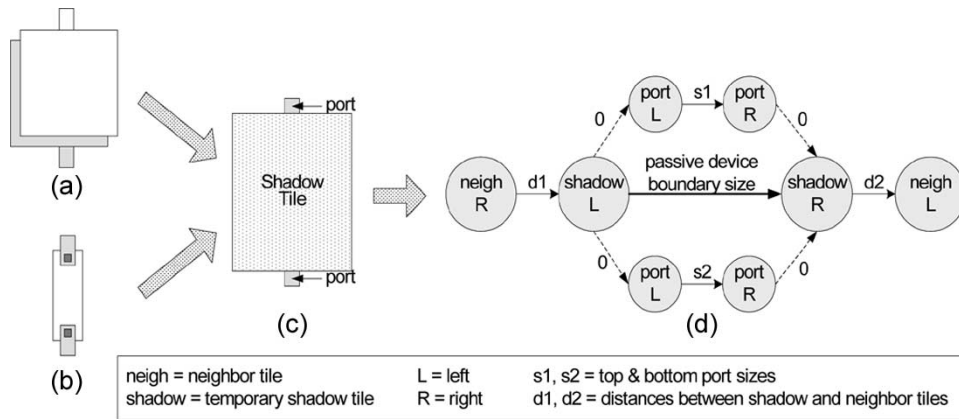 (a)
(b)
port
Shadow
Tile
port
(c)
neigh
R
d1
shadow
L
0
port
L
s1
port
R
0
passive device
boundary size
0
port
L
s2
port
R
0
shadow
R
d2
neigh
L
(d)
neigh = neighbor tile
shadow = temporary shadow tile
L = left
R = right
s1, s2 = top & bottom port sizes
d1, d2 = distances between shadow and neighbor tiles